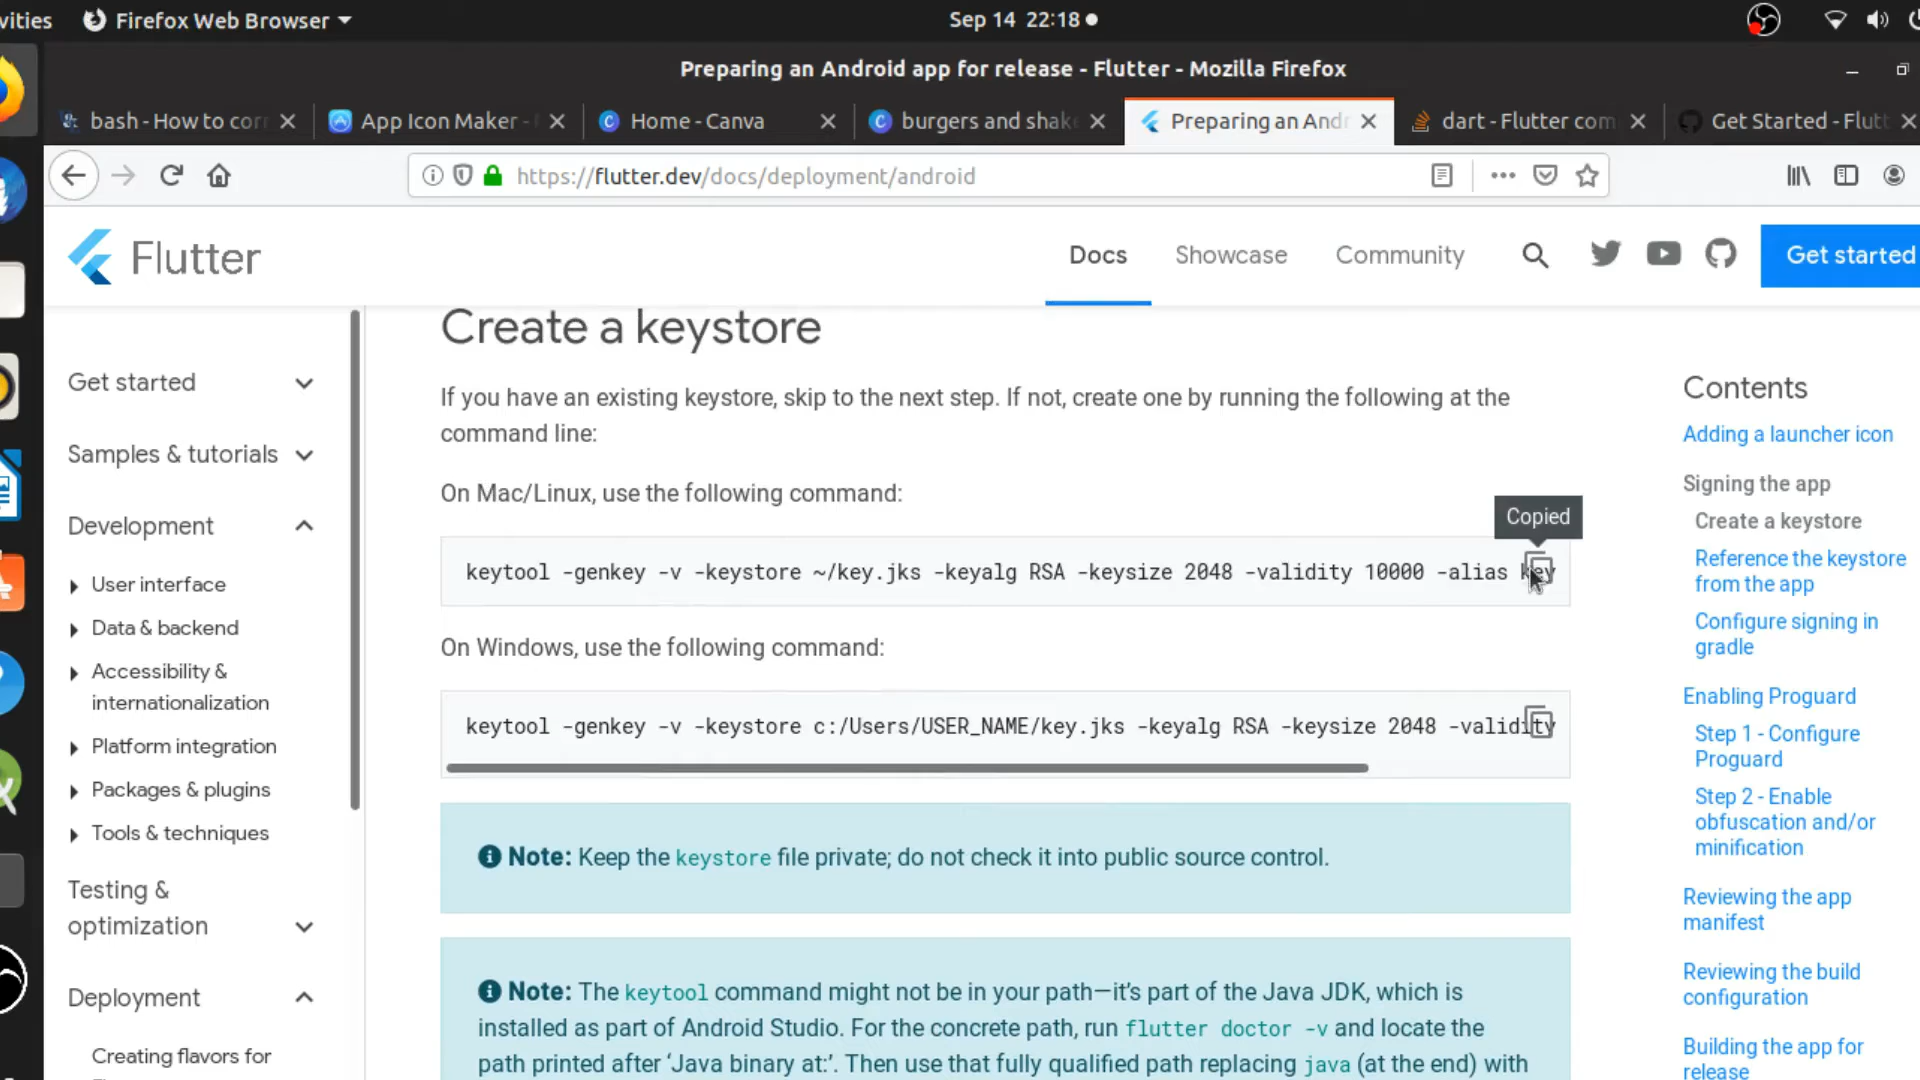 vities
Firefox Web Browser
Sep 14 22:18
Preparing an Android app for release - Flutter - Mozilla Firefox
bash - How to corr
App Icon Maker -
Home - Canva
burgers and shak
Preparing an Andr
dart - Flutter com
Get Started - Flutt
https://flutter.dev/docs/deployment/android
Flutter
Docs
Showcase
Community
Get started
Get started
Samples & tutorials
Development
User interface
Data & backend
Accessibility &
internationalization
Platform integration
Packages & plugins
Tools & techniques
Testing &
optimization
Deployment
Creating flavors for
Create a keystore
If you have an existing keystore, skip to the next step. If not, create one by running the following at the
command line:
On Mac/Linux, use the following command:
Copied
keytool -genkey -v -keystore ~/key.jks -keyalg RSA -keysize 2048 -validity 10000 -alias key
On Windows, use the following command:
keytool -genkey -v -keystore c:/Users/USER_NAME/key.jks -keyalg RSA -keysize 2048 -validity
Note: Keep the keystore file private; do not check it into public source control.
Note: The keytool command might not be in your path—it's part of the Java JDK, which is
installed as part of Android Studio. For the concrete path, run flutter doctor -v and locate the
path printed after 'Java binary at:'. Then use that fully qualified path replacing java (at the end) with
Contents
Adding a launcher icon
Signing the app
Create a keystore
Reference the keystore
from the app
Configure signing in
gradle
Enabling Proguard
Step 1 - Configure
Proguard
Step 2 - Enable
obfuscation and/or
minification
Reviewing the app
manifest
Reviewing the build
configuration
Building the app for
release